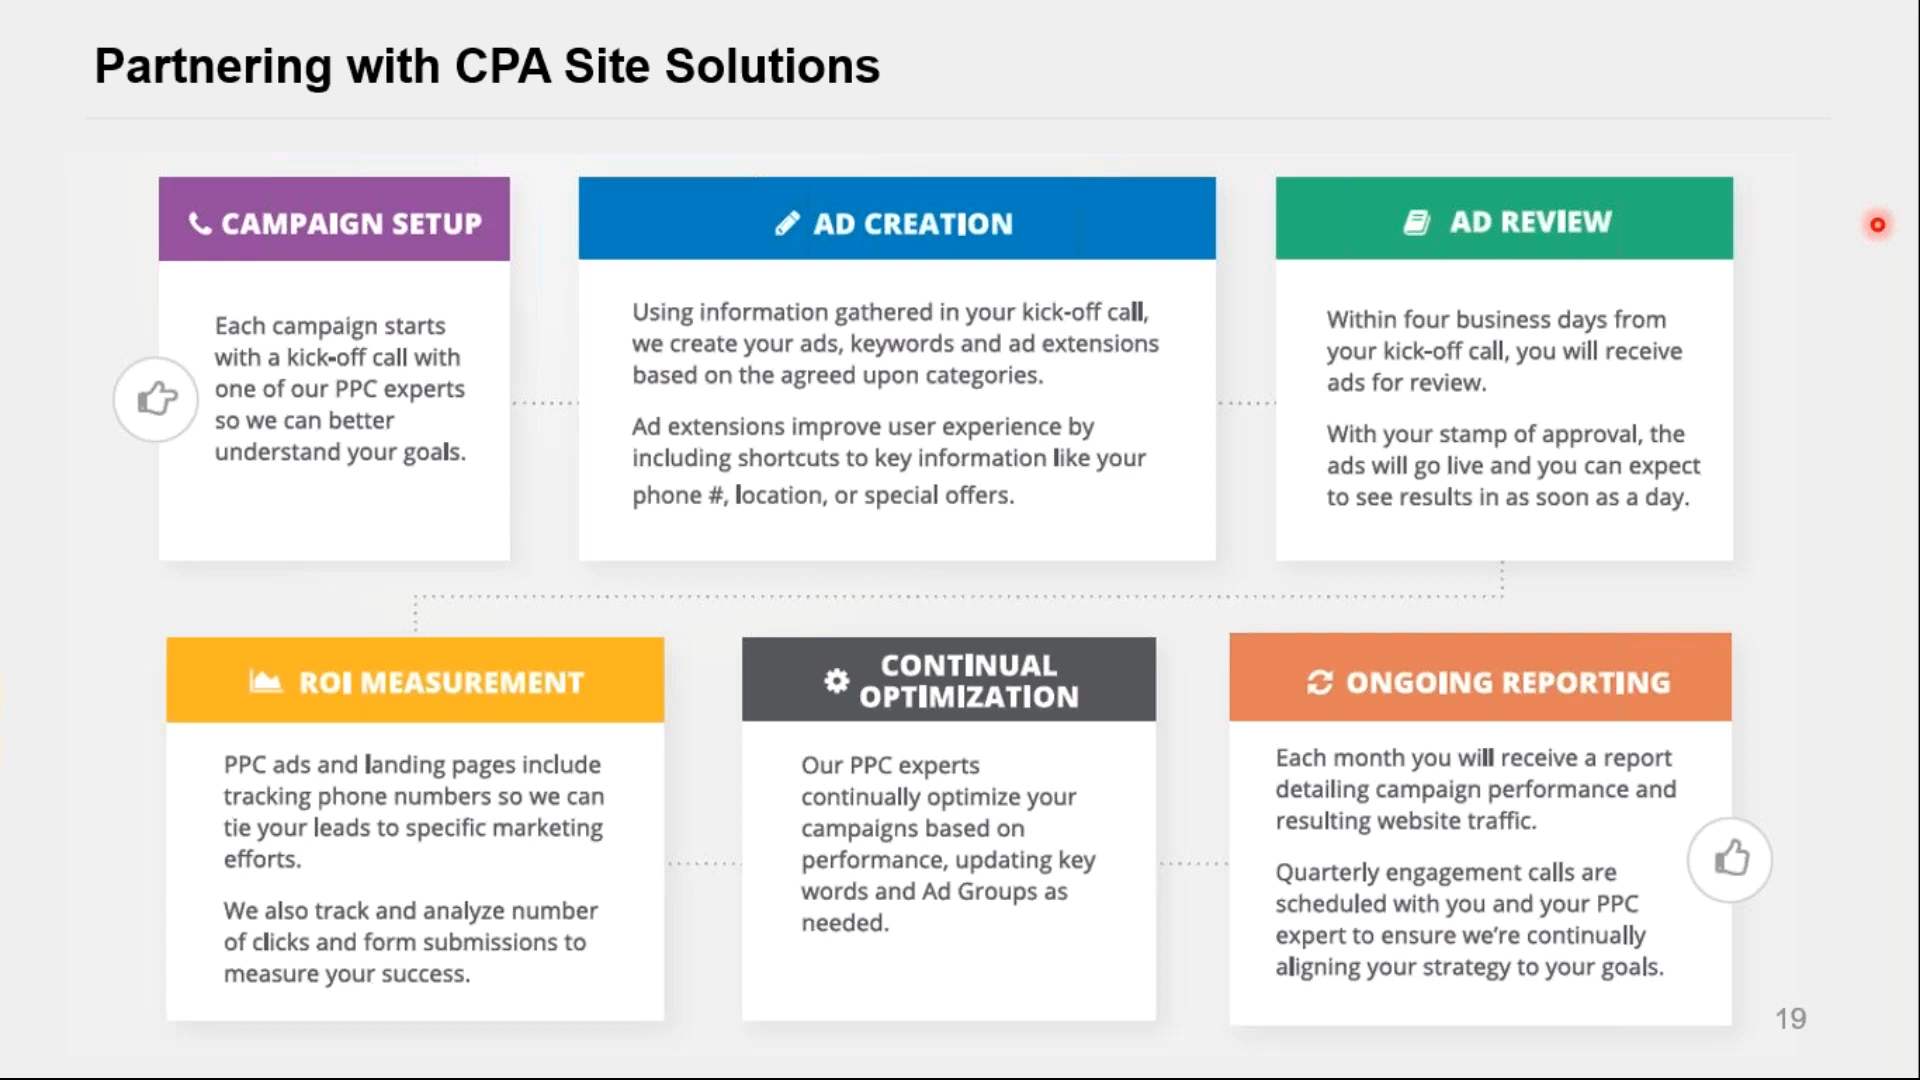 Partnering with CPA Site Solutions
CAMPAIGN SETUP
Each campaign starts
with a kick-off call with
one of our PPC experts
so we can better
understand your goals.
AD CREATION
Using information gathered in your kick-off call,
we create your ads, keywords and ad extensions
based on the agreed upon categories.
Ad extensions improve user experience by
including shortcuts to key information like your
phone #, location, or special offers.
AD REVIEW
Within four business days from
your kick-off call, you will receive
ads for review.
With your stamp of approval, the
ads will go live and you can expect
to see results in as soon as a day.
ROI MEASUREMENT
PPC ads and landing pages include
tracking phone numbers so we can
tie your leads to specific marketing
efforts.
We also track and analyze number
of clicks and form submissions to
measure your success.
CONTINUAL
OPTIMIZATION
Our PPC experts
continually optimize your
campaigns based on
performance, updating key
words and Ad Groups as
needed.
ONGOING REPORTING
Each month you will receive a report
detailing campaign performance and
resulting website traffic.
Quarterly engagement calls are
scheduled with you and your PPC
expert to ensure we're continually
aligning your strategy to your goals.
19